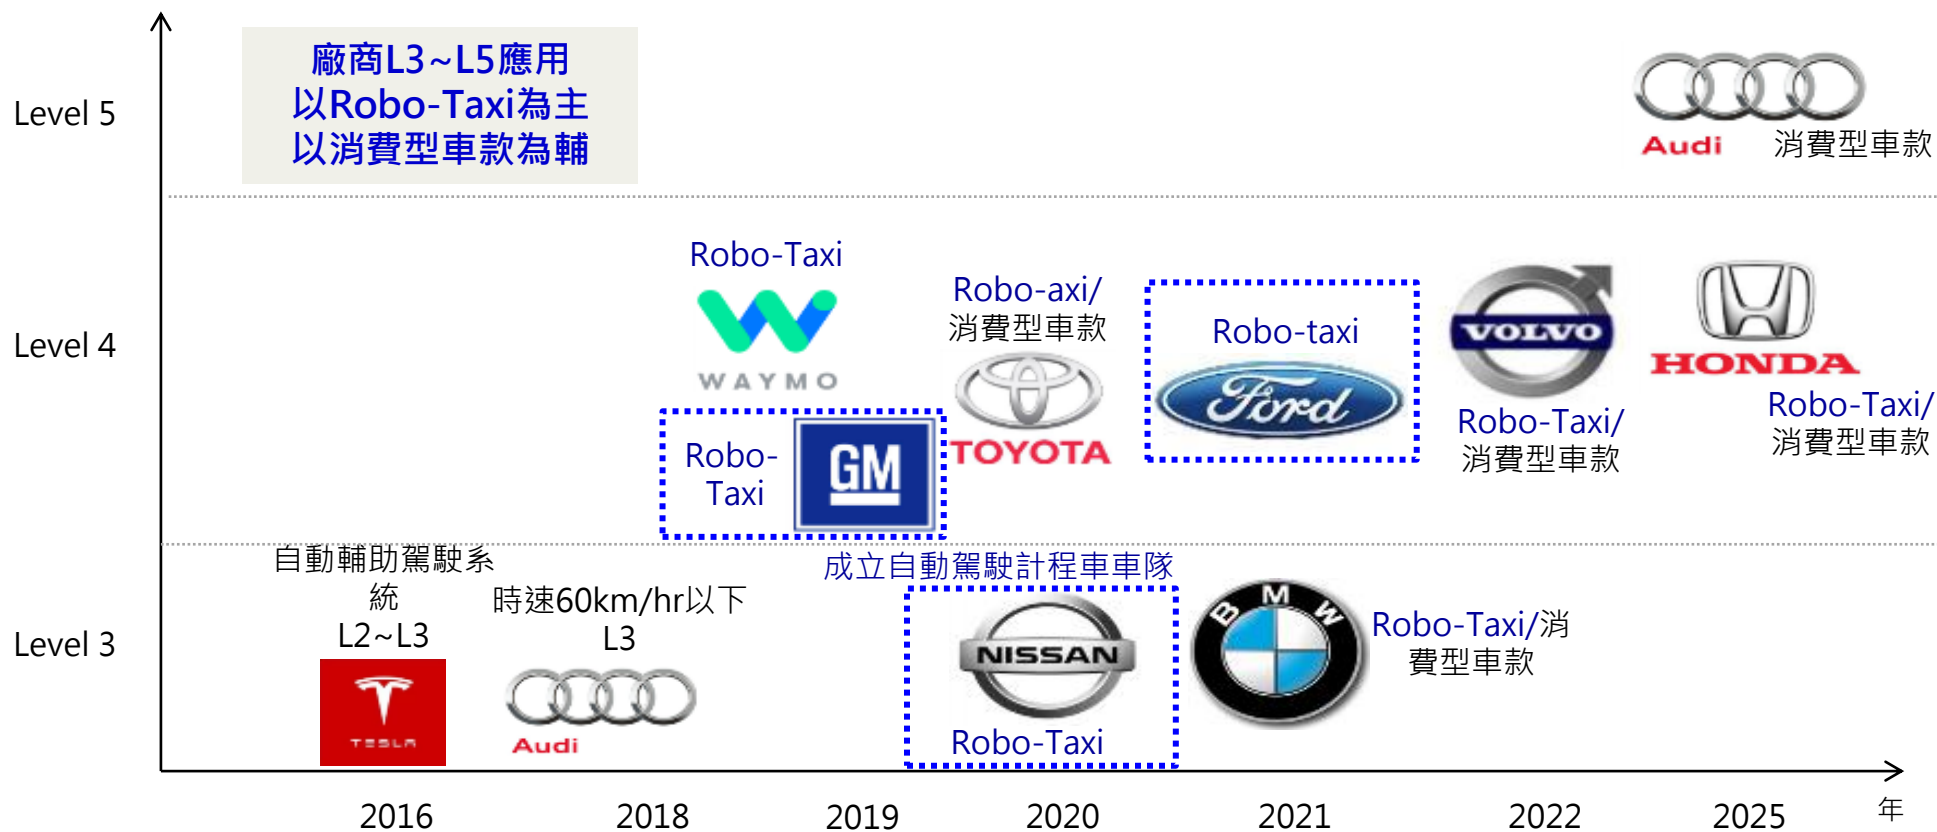 廠商L3~L5應用
以Robo-Taxi為主
以消費型車款為輔
Level 5
Audi
消費型車款
Level 4
Robo-Taxi
WAYMO
Robo-
Taxi
GM
Robo-axi/
消費型車款
TOYOTA
Robo-taxi
Ford
VOLVO
Robo-Taxi/
消費型車款
HONDA
Robo-Taxi/
消費型車款
Level 3
自動輔助駕駛系
統
L2~L3
TESLA
時速60km/hr以下
L3
Audi
成立自動駕駛計程車車隊
NISSAN
Robo-Taxi
BMW
Robo-Taxi/消
費型車款
2016
2018
2019
2020
2021
2022
2025
年